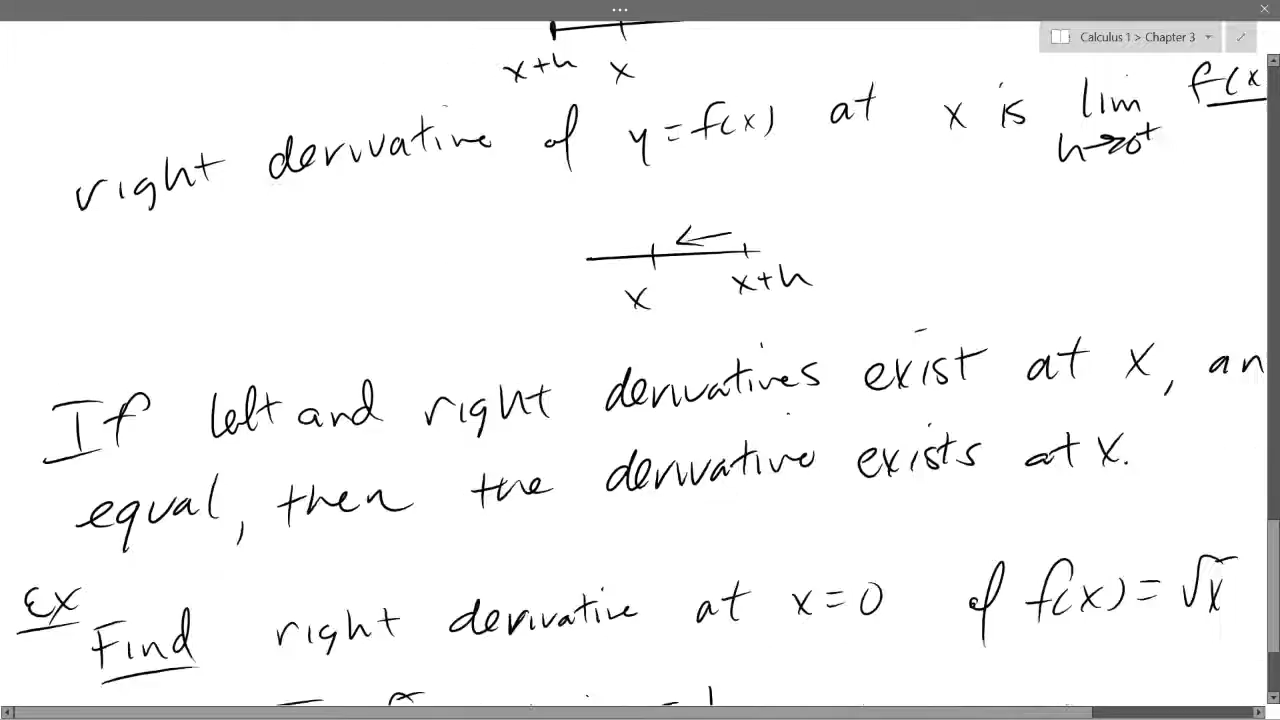 Calculus 1 > Chapter 3
x+h x
right derivative of y=f(x) at x is lim f(x
h→0+
x x+h
If left and right derivatives exist at x, an
equal, then the derivative exists at x.
Ex
Find right derivative at x=0 of f(x)=√x